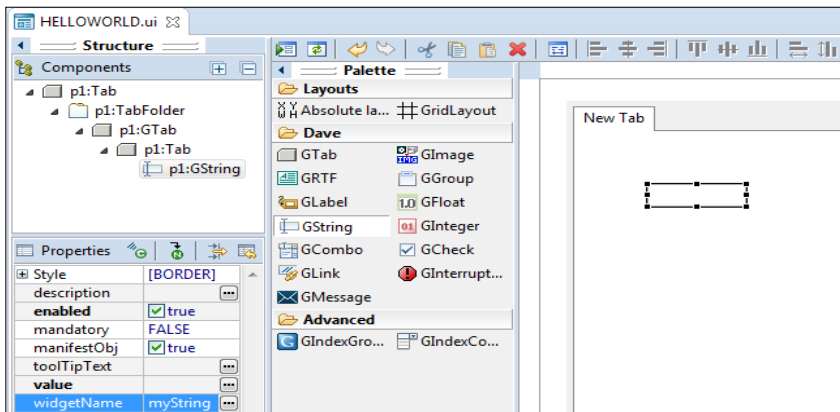 HELLOWORLD.ui
Structure
Components
p1:Tab
p1:TabFolder
p1:GTab
p1:Tab
p1:GString
Properties
Style [BORDER]
description
enabled true
mandatory FALSE
manifestObj true
toolTipText
value
widgetName myString
Palette
Layouts
Absolute la... GridLayout
Dave
GTab GImage
GRTF GGroup
GLabel GFloat
GString GInteger
GCombo GCheck
GLink GInterrupt...
GMessage
Advanced
GIndexGro... GIndexCo...
New Tab